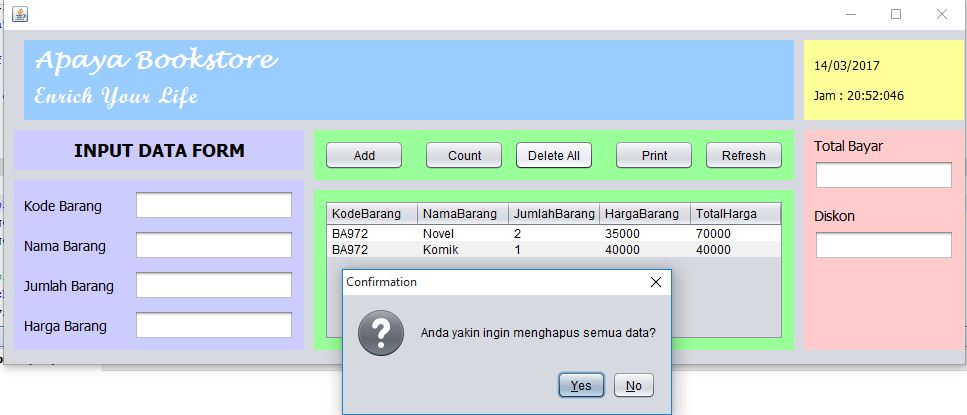 Apaya Bookstore
Enrich Your Life
14/03/2017
Jam : 20:52:046
INPUT DATA FORM
Add Count Delete All Print Refresh
Total Bayar
Diskon
Kode Barang
Nama Barang
Jumlah Barang
Harga Barang
KodeBarang NamaBarang JumlahBarang HargaBarang TotalHarga
BA972 Novel 2 35000 70000
BA972 Komik 1 40000 40000
Confirmation
Anda yakin ingin menghapus semua data?
Yes No